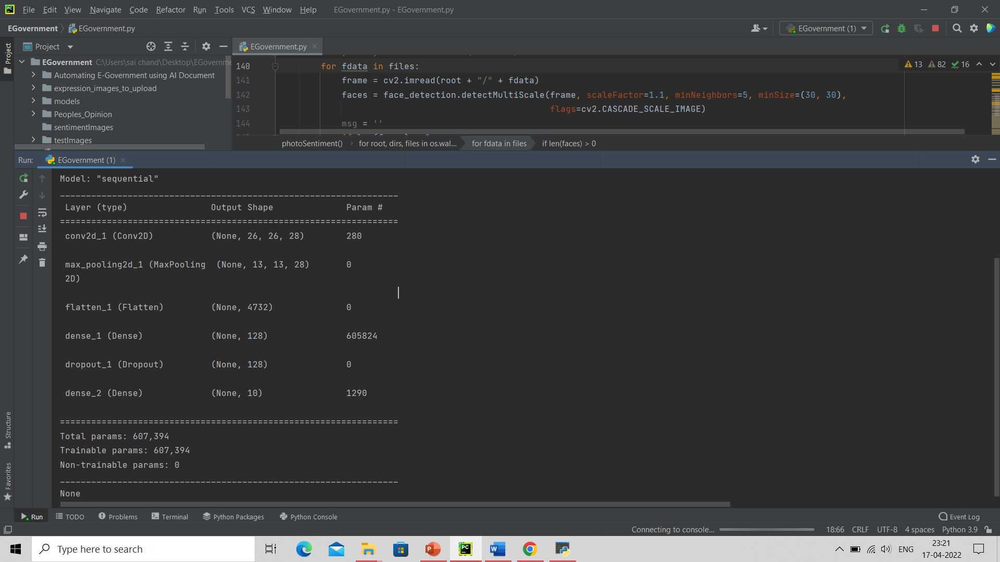 File Edit View Navigate Code Refactor Run Tools VCS Window Help EGovernment.py - EGovernment.py
EGovernment EGovernment.py EGovernment (1)
Project EGovernment.py
Project
EGovernment C:\Users\sai chand\Desktop\EGovernme
Automating E-Government using AI Document
expression_images_to_upload
models
Peoples_Opinion
sentimentImages
testImages
140 for fdata in files:
141 frame = cv2.imread(root + "/" + fdata)
142 faces = face_detection.detectMultiScale(frame, scaleFactor=1.1, minNeighbors=5, minSize=(30, 30),
143 flags=cv2.CASCADE_SCALE_IMAGE)
144 msg = ''
13 82 16
photoSentiment() for root, dirs, files in os.wal... for fdata in files if len(faces) > 0
Run: EGovernment (1)
Model: "sequential"
_________________________________________________________________
Layer (type) Output Shape Param #
=================================================================
conv2d_1 (Conv2D) (None, 26, 26, 28) 280
max_pooling2d_1 (MaxPooling (None, 13, 13, 28) 0
2D)
flatten_1 (Flatten) (None, 4732) 0
dense_1 (Dense) (None, 128) 605824
dropout_1 (Dropout) (None, 128) 0
dense_2 (Dense) (None, 10) 1290
=================================================================
Total params: 607,394
Trainable params: 607,394
Non-trainable params: 0
_________________________________________________________________
None
Structure
Favorites
Run TODO Problems Terminal Python Packages Python Console Event Log
Connecting to console... 18:66 CRLF UTF-8 4 spaces Python 3.9
Type here to search
ENG
23:21
17-04-2022